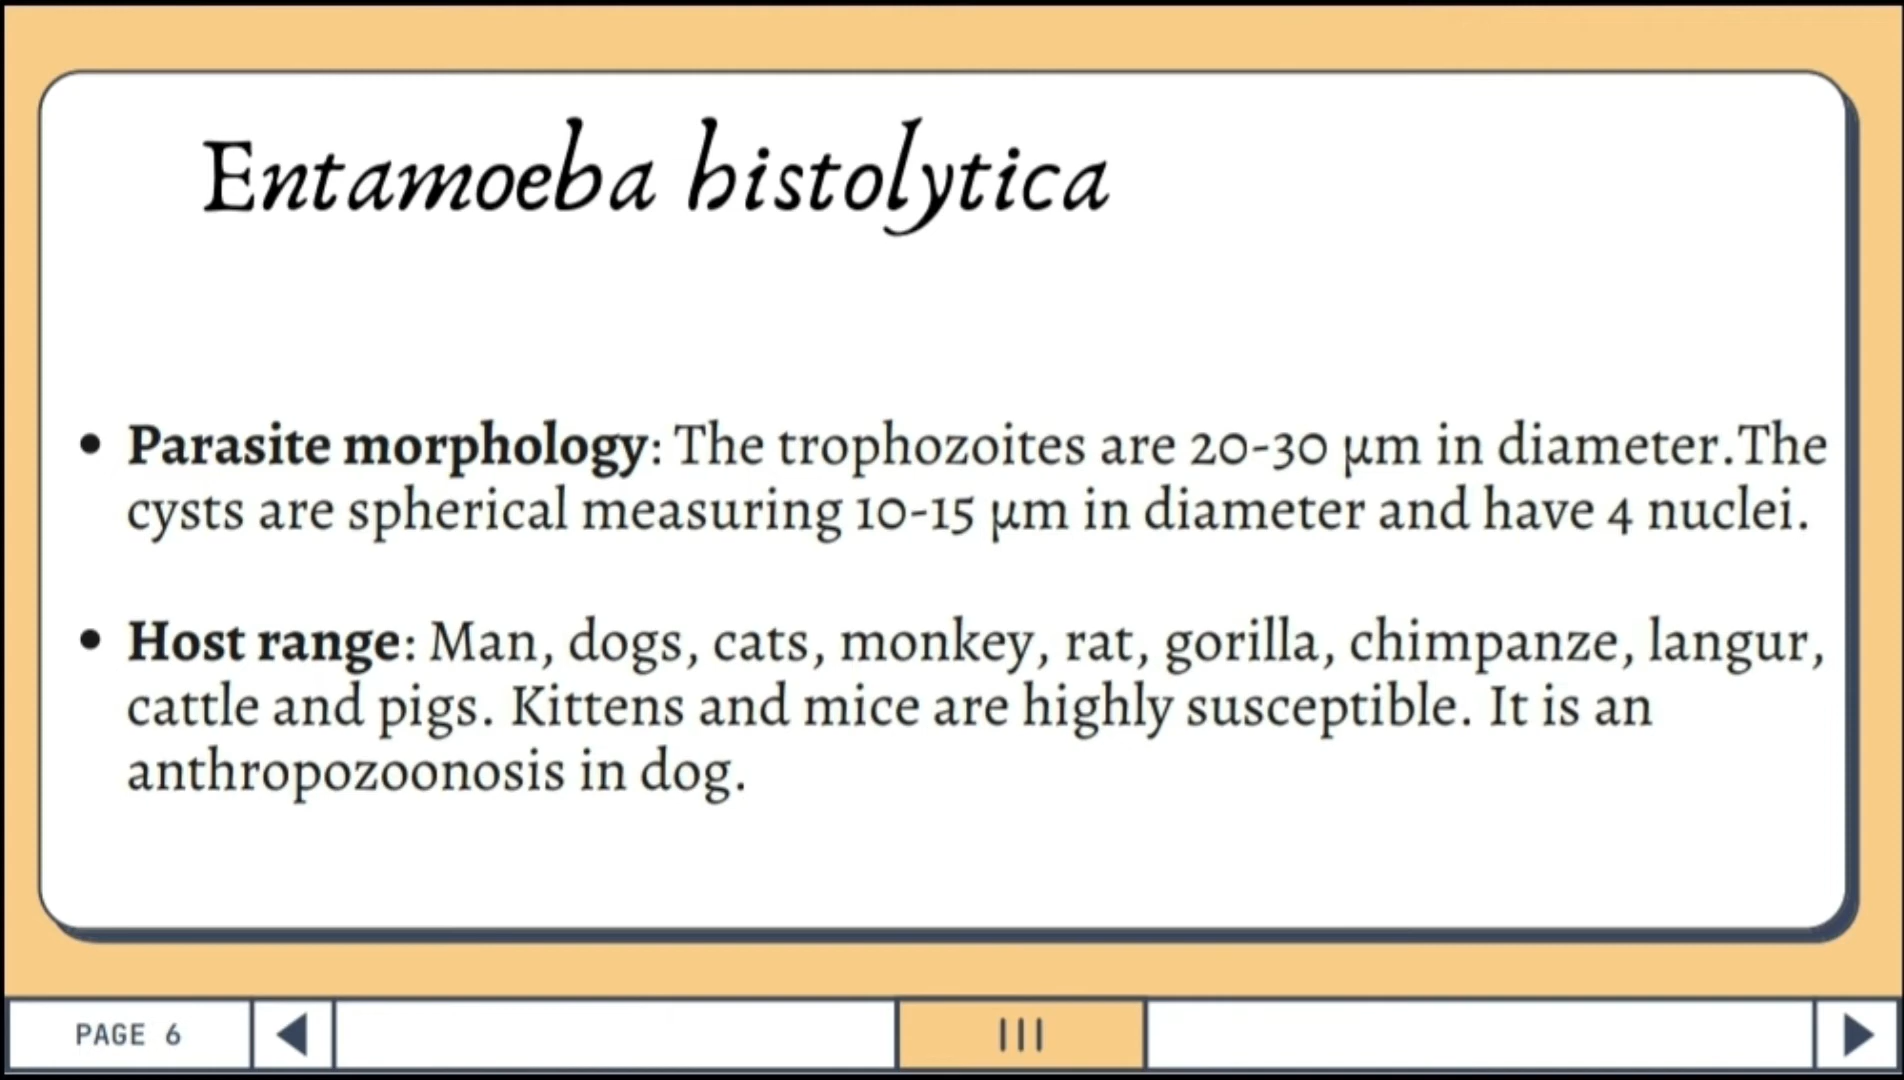 Entamoeba histolytica
• Parasite morphology: The trophozoites are 20-30 µm in diameter.The
cysts are spherical measuring 10-15 µm in diameter and have 4 nuclei.
• Host range: Man, dogs, cats, monkey, rat, gorilla, chimpanze, langur,
cattle and pigs. Kittens and mice are highly susceptible. It is an
anthropozoonosis in dog.
PAGE 6